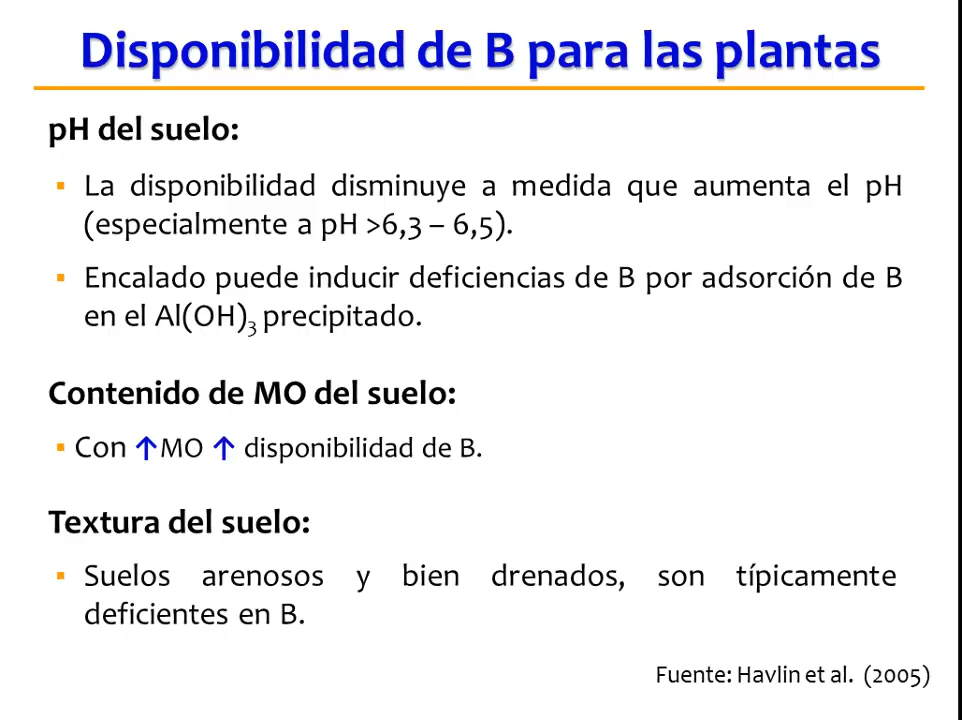 Disponibilidad de B para las plantas
pH del suelo:
▪ La disponibilidad disminuye a medida que aumenta el pH
(especialmente a pH >6,3 – 6,5).
▪ Encalado puede inducir deficiencias de B por adsorción de B
en el Al(OH)₃ precipitado.
Contenido de MO del suelo:
▪ Con ↑MO ↑ disponibilidad de B.
Textura del suelo:
▪ Suelos arenosos y bien drenados, son típicamente
deficientes en B.
Fuente: Havlin et al. (2005)